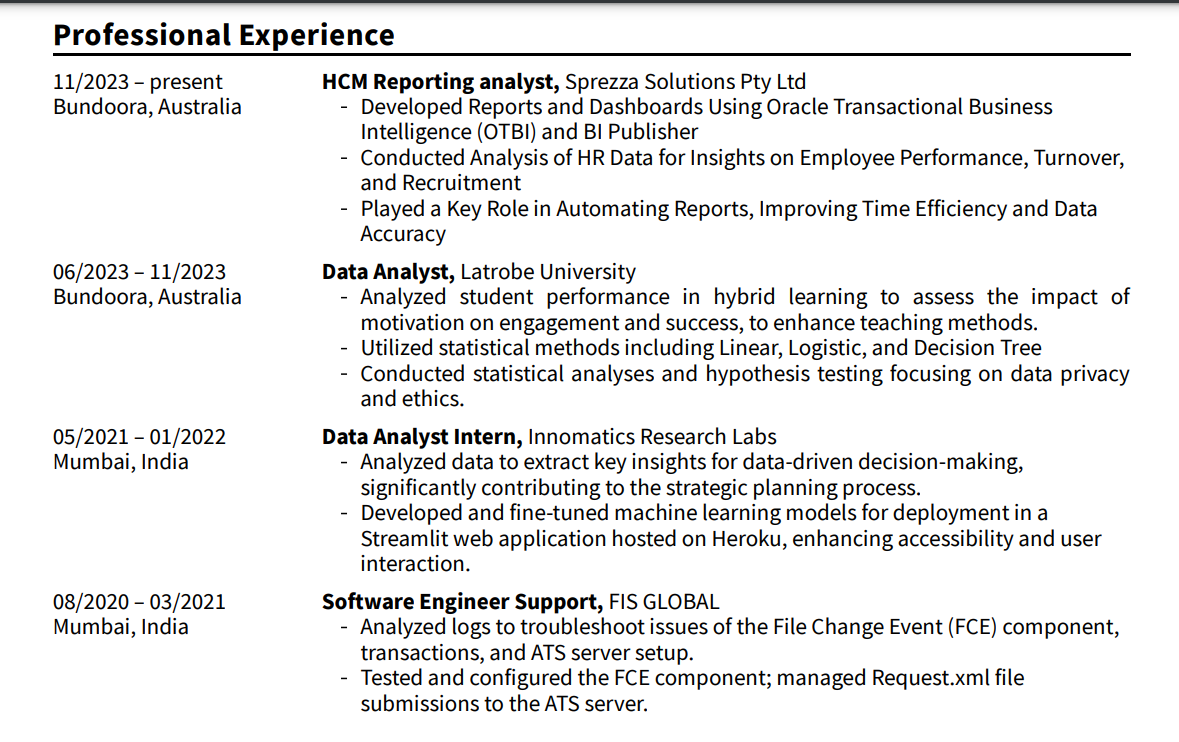 Professional Experience
11/2023 – present
Bundoora, Australia
HCM Reporting analyst, Sprezza Solutions Pty Ltd
- Developed Reports and Dashboards Using Oracle Transactional Business
Intelligence (OTBI) and BI Publisher
- Conducted Analysis of HR Data for Insights on Employee Performance, Turnover,
and Recruitment
- Played a Key Role in Automating Reports, Improving Time Efficiency and Data
Accuracy
06/2023 – 11/2023
Bundoora, Australia
Data Analyst, Latrobe University
- Analyzed student performance in hybrid learning to assess the impact of
motivation on engagement and success, to enhance teaching methods.
- Utilized statistical methods including Linear, Logistic, and Decision Tree
- Conducted statistical analyses and hypothesis testing focusing on data privacy
and ethics.
05/2021 – 01/2022
Mumbai, India
Data Analyst Intern, Innomatics Research Labs
- Analyzed data to extract key insights for data-driven decision-making,
significantly contributing to the strategic planning process.
- Developed and fine-tuned machine learning models for deployment in a
Streamlit web application hosted on Heroku, enhancing accessibility and user
interaction.
08/2020 – 03/2021
Mumbai, India
Software Engineer Support, FIS GLOBAL
- Analyzed logs to troubleshoot issues of the File Change Event (FCE) component,
transactions, and ATS server setup.
- Tested and configured the FCE component; managed Request.xml file
submissions to the ATS server.